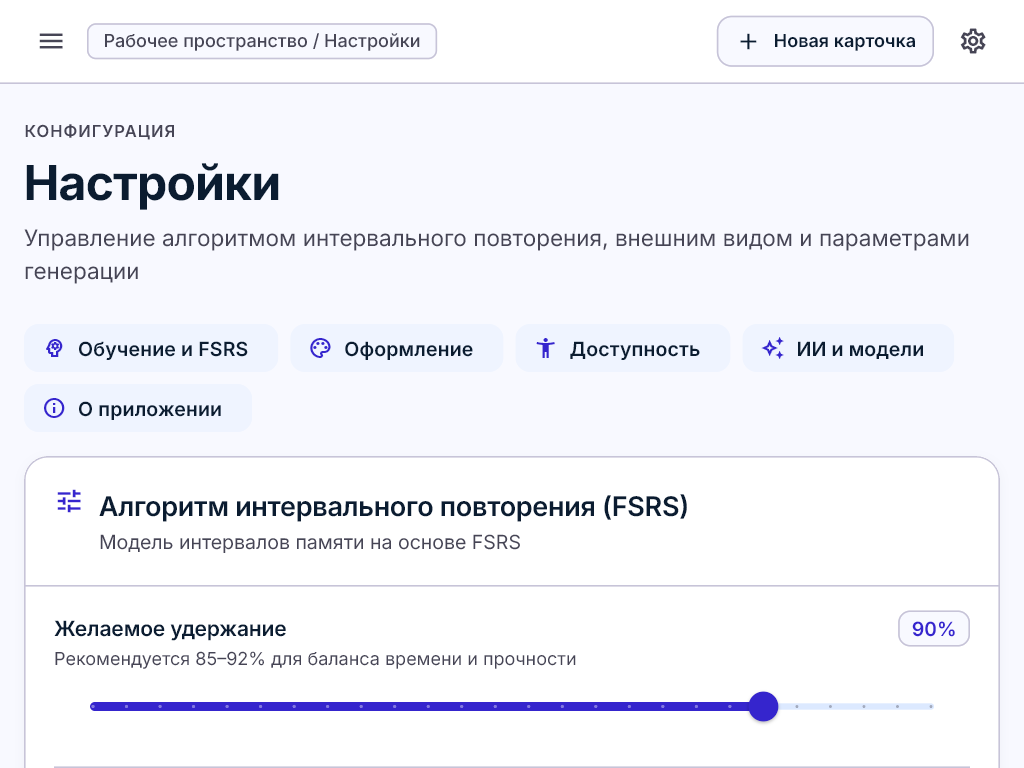 Рабочее пространство / Настройки
Новая карточка
КОНФИГУРАЦИЯ
Настройки
Управление алгоритмом интервального повторения, внешним видом и параметрами
генерации
Обучение и FSRS
Оформление
Доступность
ИИ и модели
О приложении
Алгоритм интервального повторения (FSRS)
Модель интервалов памяти на основе FSRS
Желаемое удержание
90%
Рекомендуется 85–92% для баланса времени и прочности